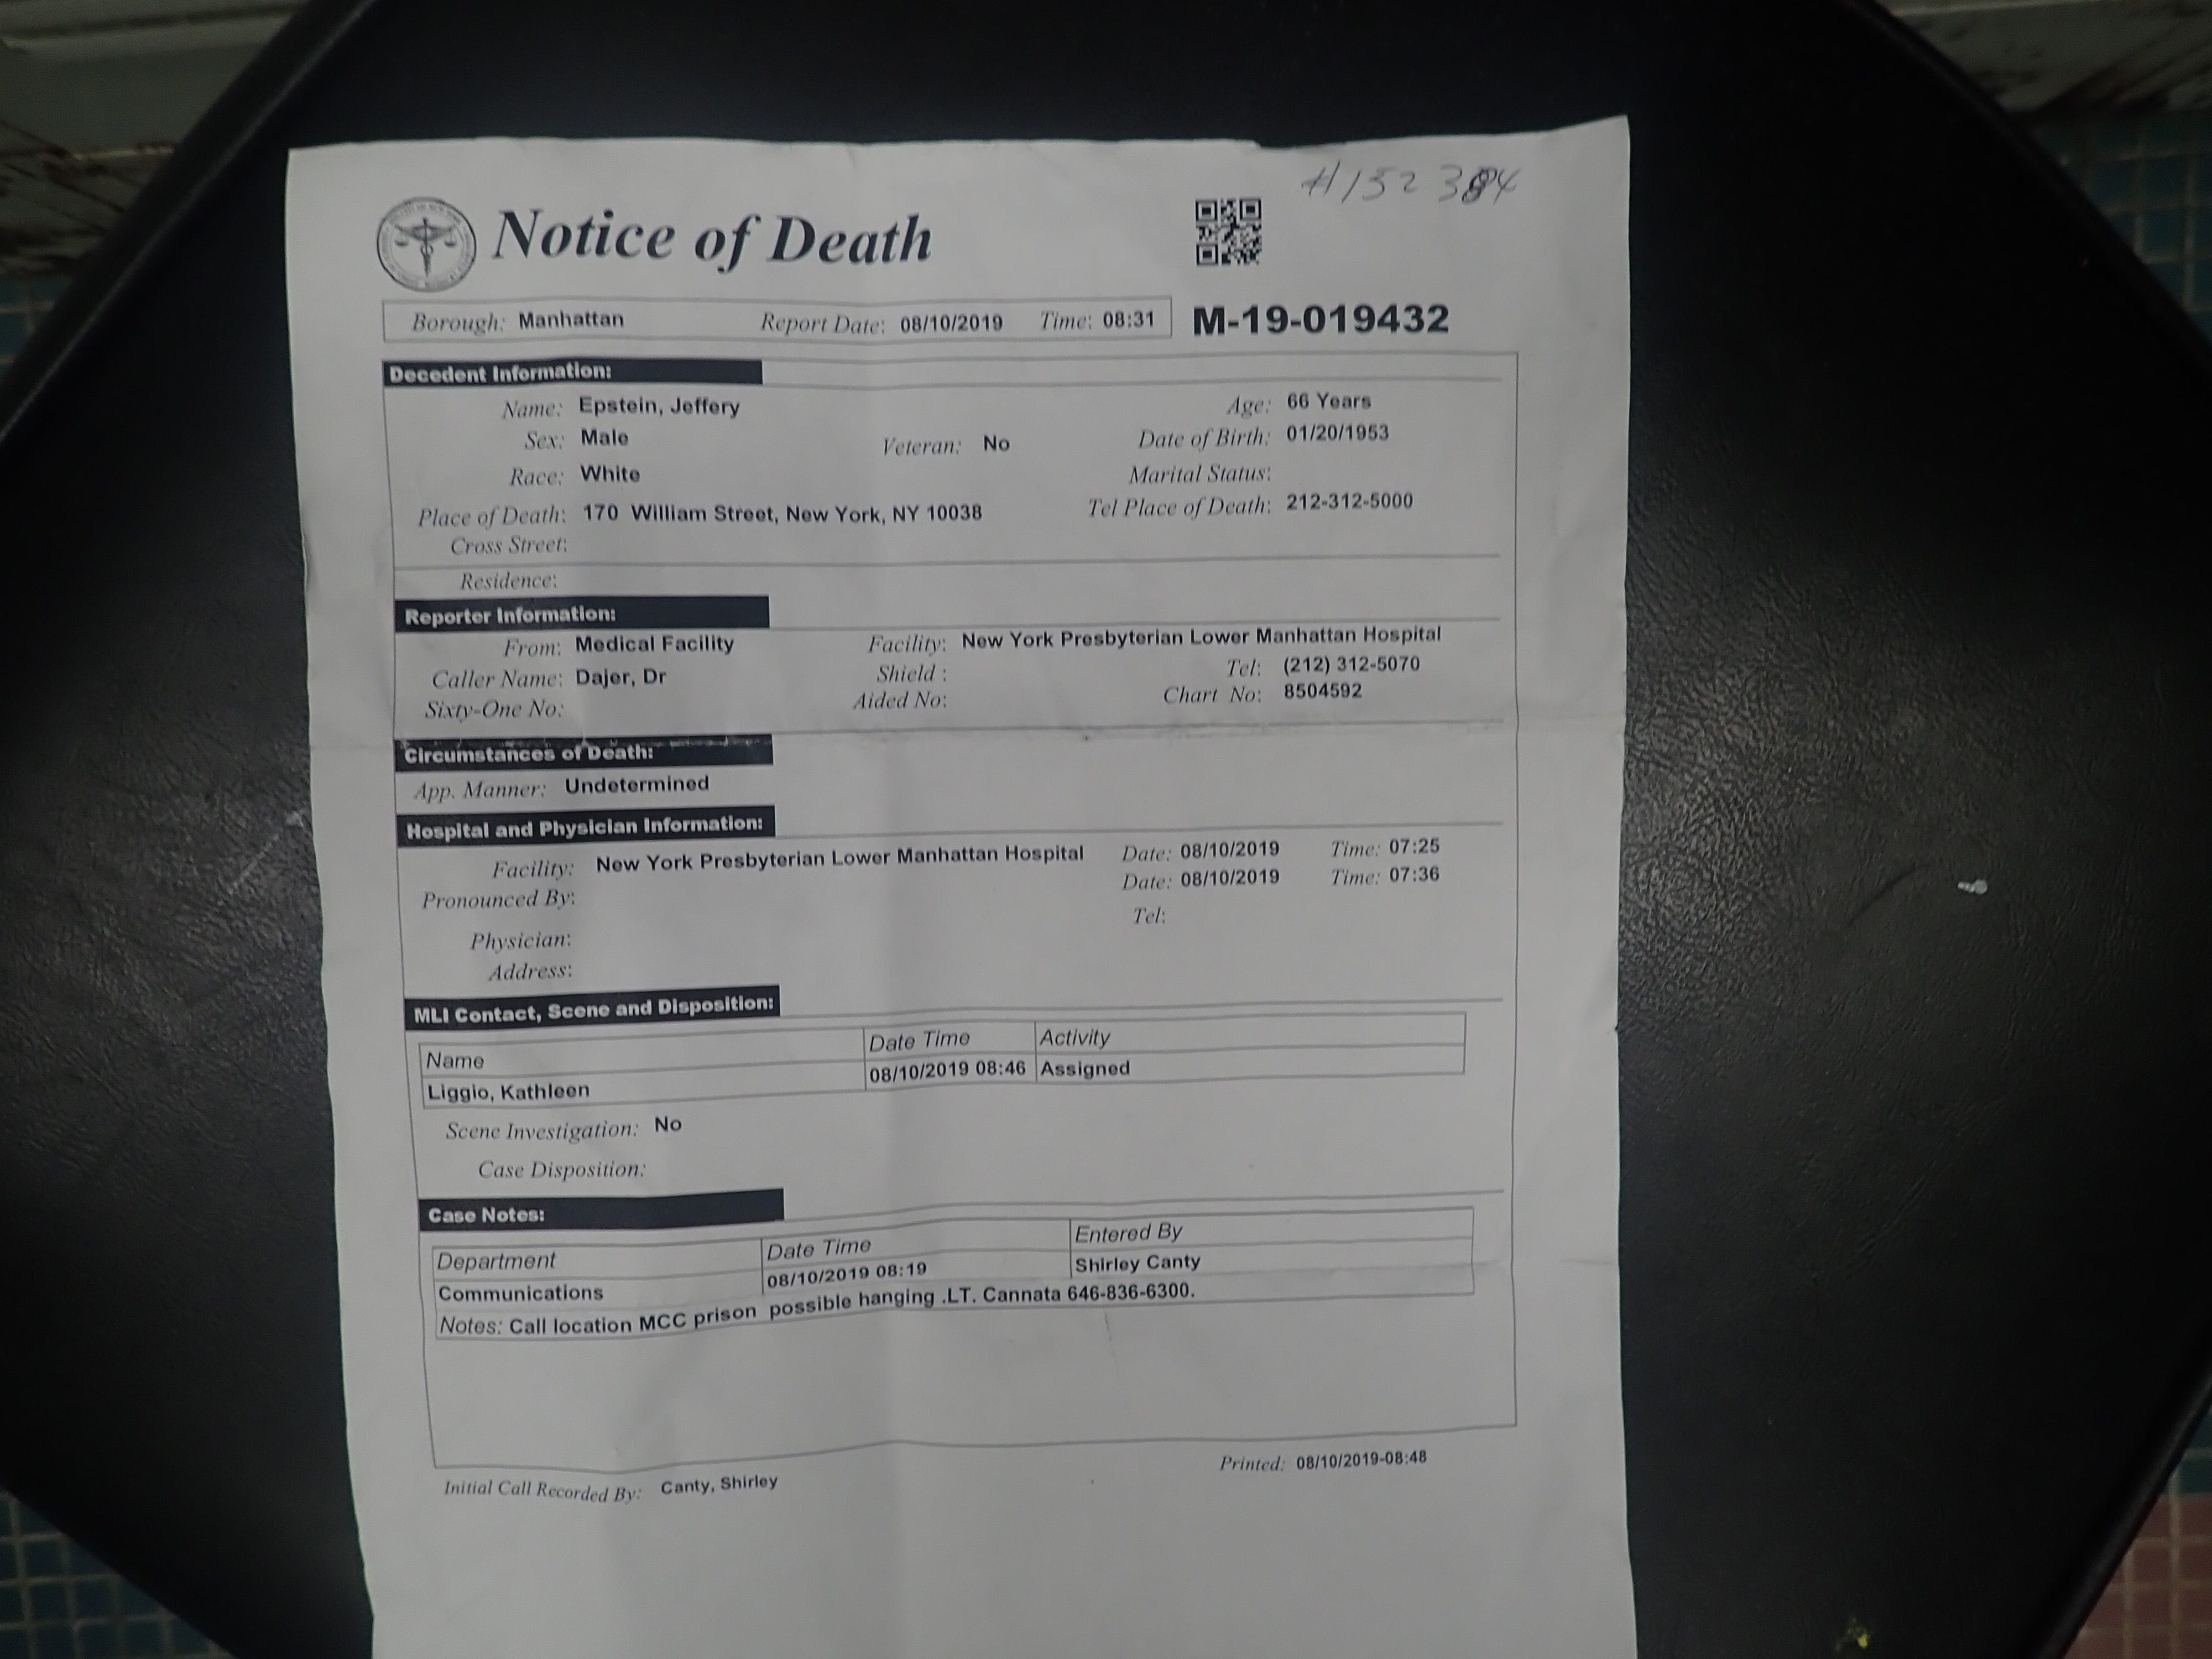 #152384
Notice of Death
Borough: Manhattan Report Date: 08/10/2019 Time: 08:31 M-19-019432
Decedent Information:
Name: Epstein, Jeffery Age: 66 Years
Sex: Male Veteran: No Date of Birth: 01/20/1953
Race: White Marital Status:
Place of Death: 170 William Street, New York, NY 10038 Tel Place of Death: 212-312-5000
Cross Street:
Residence:
Reporter Information:
From: Medical Facility Facility: New York Presbyterian Lower Manhattan Hospital
Caller Name: Dajer, Dr Shield : Tel: (212) 312-5070
Sixty-One No: Aided No: Chart No: 8504592
Circumstances of Death:
App. Manner: Undetermined
Hospital and Physician Information:
Facility: New York Presbyterian Lower Manhattan Hospital Date: 08/10/2019 Time: 07:25
Pronounced By: Date: 08/10/2019 Time: 07:36
Physician: Tel:
Address:
MLI Contact, Scene and Disposition:
Name Date Time Activity
Liggio, Kathleen 08/10/2019 08:46 Assigned
Scene Investigation: No
Case Disposition:
Case Notes:
Department Date Time Entered By
Communications 08/10/2019 08:19 Shirley Canty
Notes: Call location MCC prison possible hanging .LT. Cannata 646-836-6300.
Initial Call Recorded By: Canty, Shirley Printed: 08/10/2019-08:48